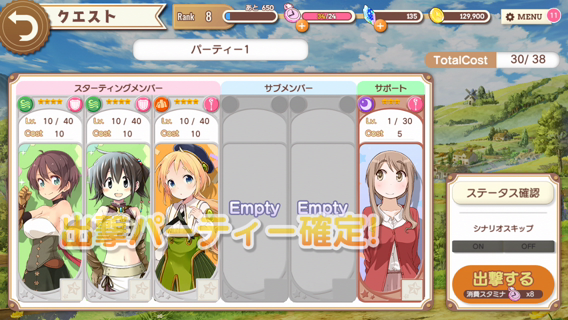 クエスト
Rank 8
あと 650
34/24
135
129,900
MENU
11
パーティー1
TotalCost 30/ 38
スターティングメンバー
サブメンバー
サポート
Lv. 10 / 40
Cost 10
Lv. 10 / 40
Cost 10
Lv. 10 / 40
Cost 10
Empty
Empty
Lv. 1 / 30
Cost 5
出撃パーティー確定!
ステータス確認
シナリオスキップ
ON OFF
出撃する
消費スタミナ x8